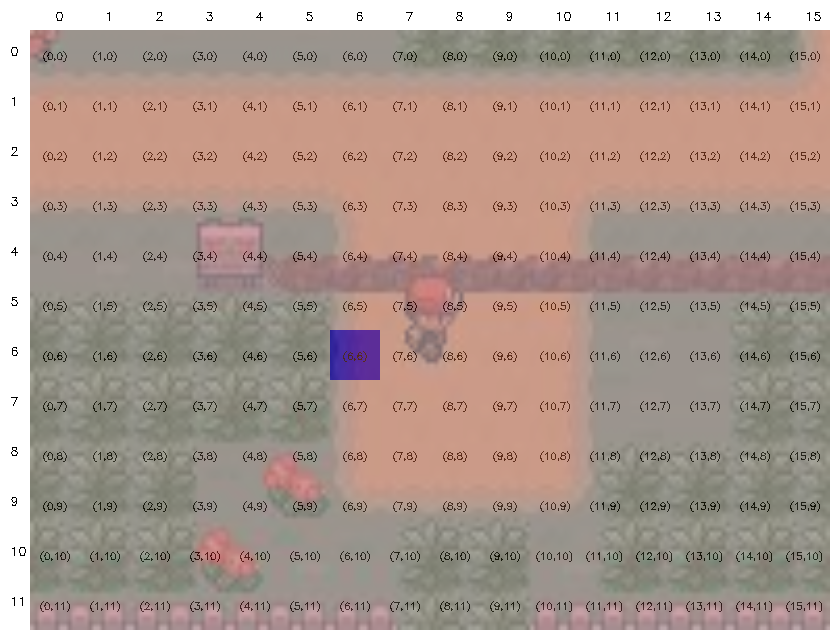 0 1 2 3 4 5 6 7 8 9 10 11 12 13 14 15
0 (0,0) (1,0) (2,0) (3,0) (4,0) (5,0) (6,0) (7,0) (8,0) (9,0) (10,0) (11,0) (12,0) (13,0) (14,0) (15,0)
1 (0,1) (1,1) (2,1) (3,1) (4,1) (5,1) (6,1) (7,1) (8,1) (9,1) (10,1) (11,1) (12,1) (13,1) (14,1) (15,1)
2 (0,2) (1,2) (2,2) (3,2) (4,2) (5,2) (6,2) (7,2) (8,2) (9,2) (10,2) (11,2) (12,2) (13,2) (14,2) (15,2)
3 (0,3) (1,3) (2,3) (3,3) (4,3) (5,3) (6,3) (7,3) (8,3) (9,3) (10,3) (11,3) (12,3) (13,3) (14,3) (15,3)
4 (0,4) (1,4) (2,4) (3,4) (4,4) (5,4) (6,4) (7,4) (8,4) (9,4) (10,4) (11,4) (12,4) (13,4) (14,4) (15,4)
5 (0,5) (1,5) (2,5) (3,5) (4,5) (5,5) (6,5) (7,5) (8,5) (9,5) (10,5) (11,5) (12,5) (13,5) (14,5) (15,5)
6 (0,6) (1,6) (2,6) (3,6) (4,6) (5,6) (6,6) (7,6) (8,6) (9,6) (10,6) (11,6) (12,6) (13,6) (14,6) (15,6)
7 (0,7) (1,7) (2,7) (3,7) (4,7) (5,7) (6,7) (7,7) (8,7) (9,7) (10,7) (11,7) (12,7) (13,7) (14,7) (15,7)
8 (0,8) (1,8) (2,8) (3,8) (4,8) (5,8) (6,8) (7,8) (8,8) (9,8) (10,8) (11,8) (12,8) (13,8) (14,8) (15,8)
9 (0,9) (1,9) (2,9) (3,9) (4,9) (5,9) (6,9) (7,9) (8,9) (9,9) (10,9) (11,9) (12,9) (13,9) (14,9) (15,9)
10 (0,10) (1,10) (2,10) (3,10) (4,10) (5,10) (6,10) (7,10) (8,10) (9,10) (10,10) (11,10) (12,10) (13,10) (14,10) (15,10)
11 (0,11) (1,11) (2,11) (3,11) (4,11) (5,11) (6,11) (7,11) (8,11) (9,11) (10,11) (11,11) (12,11) (13,11) (14,11) (15,11)